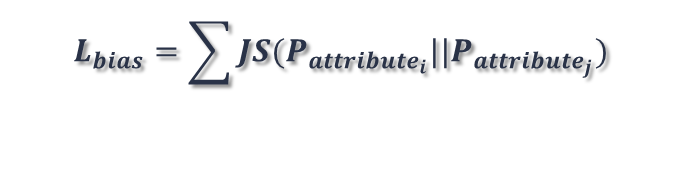 L_bias = ∑ JS(P_attribute_i||P_attribute_j)